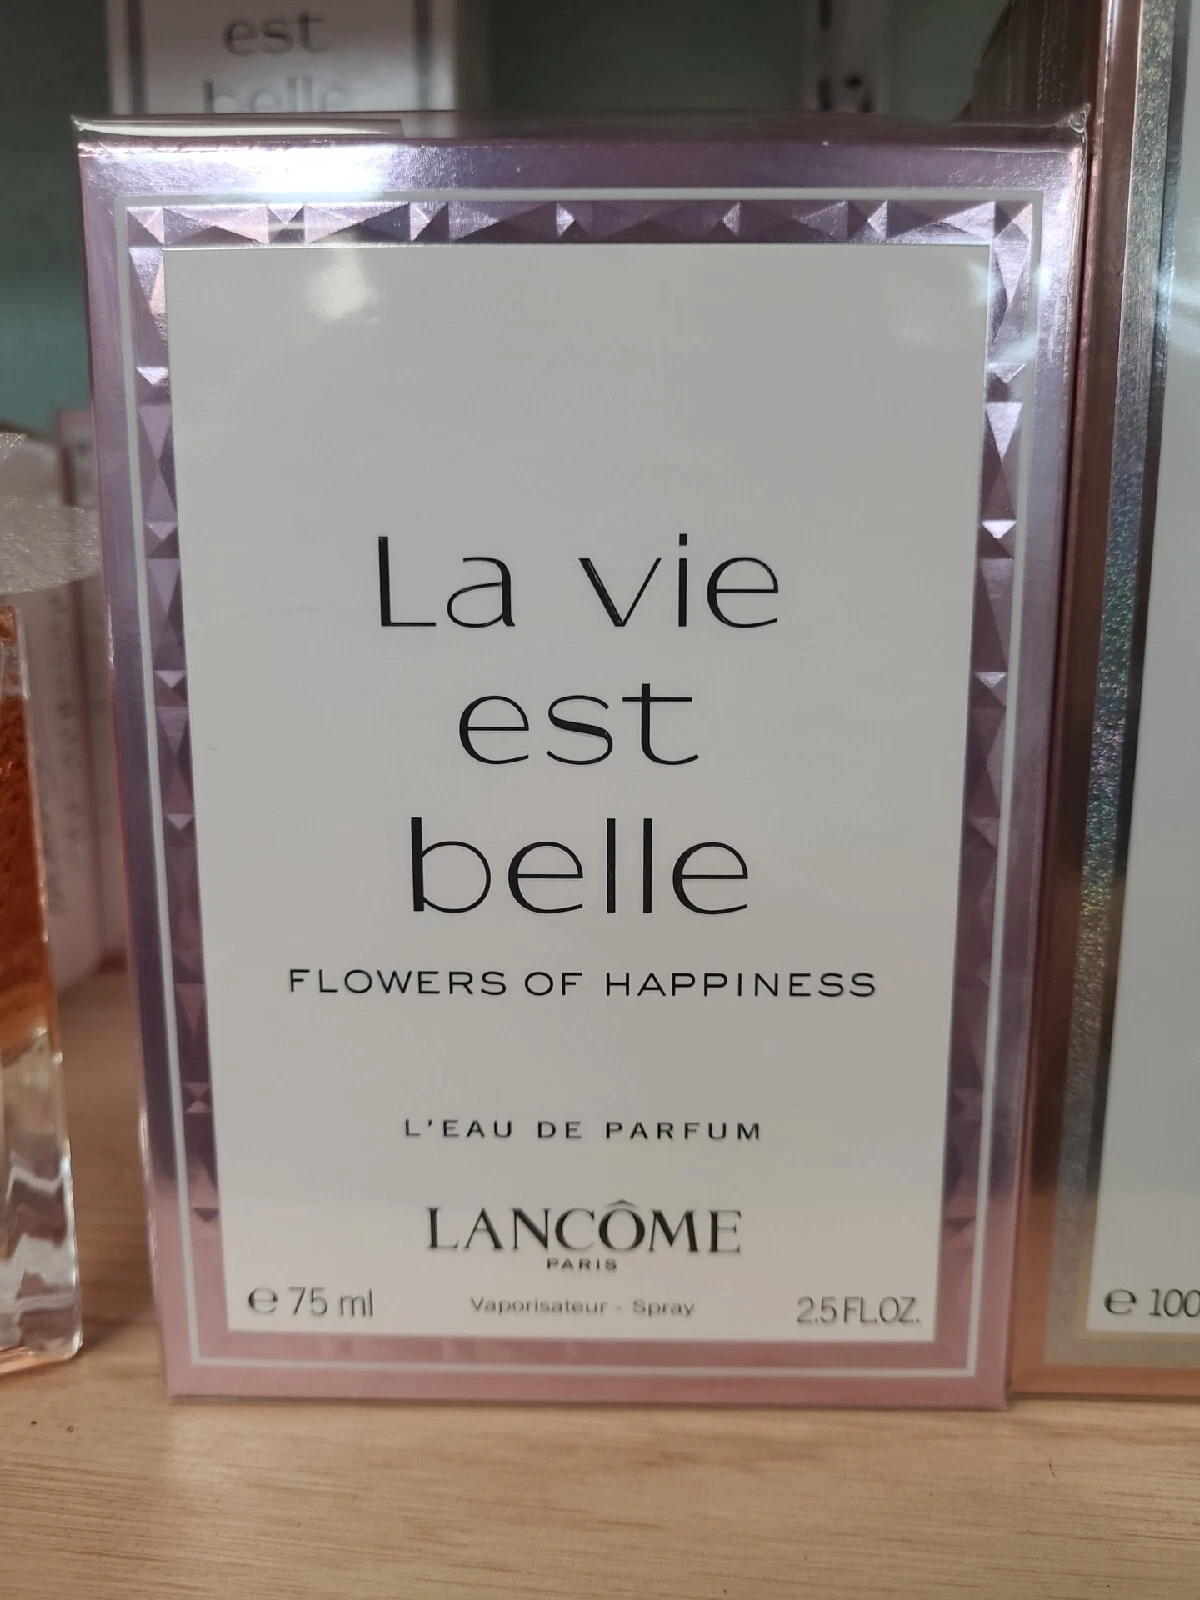 est
belle
La vie
est
belle
FLOWERS OF HAPPINESS
L'EAU DE PARFUM
LANCÔME
PARIS
e 75 ml Vaporisateur - Spray 2.5 FL.OZ.
e 100